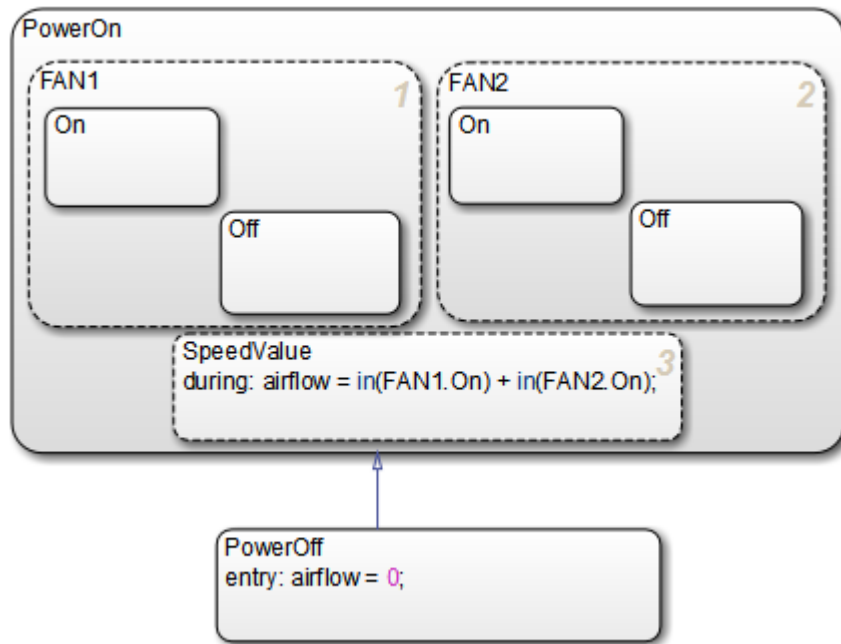 PowerOn
FAN1
1
On
Off
FAN2
2
On
Off
SpeedValue
3
during: airflow = in(FAN1.On) + in(FAN2.On);
PowerOff
entry: airflow = 0;